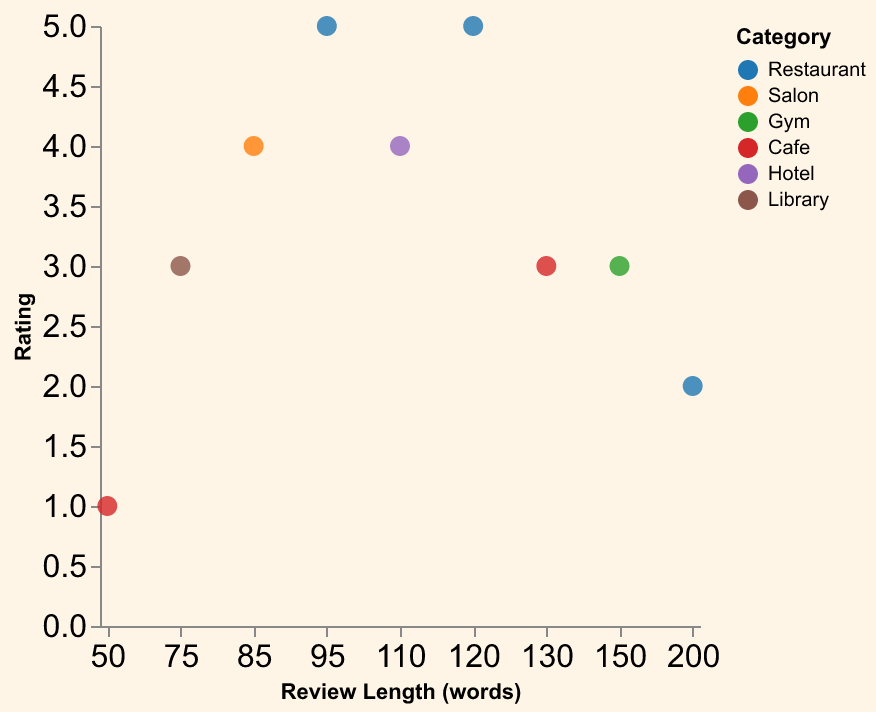 5.0
4.5
4.0
3.5
3.0
2.5
2.0
1.5
1.0
0.5
0.0
Rating
50 75 85 95 110 120 130 150 200
Review Length (words)
Category
Restaurant
Salon
Gym
Cafe
Hotel
Library